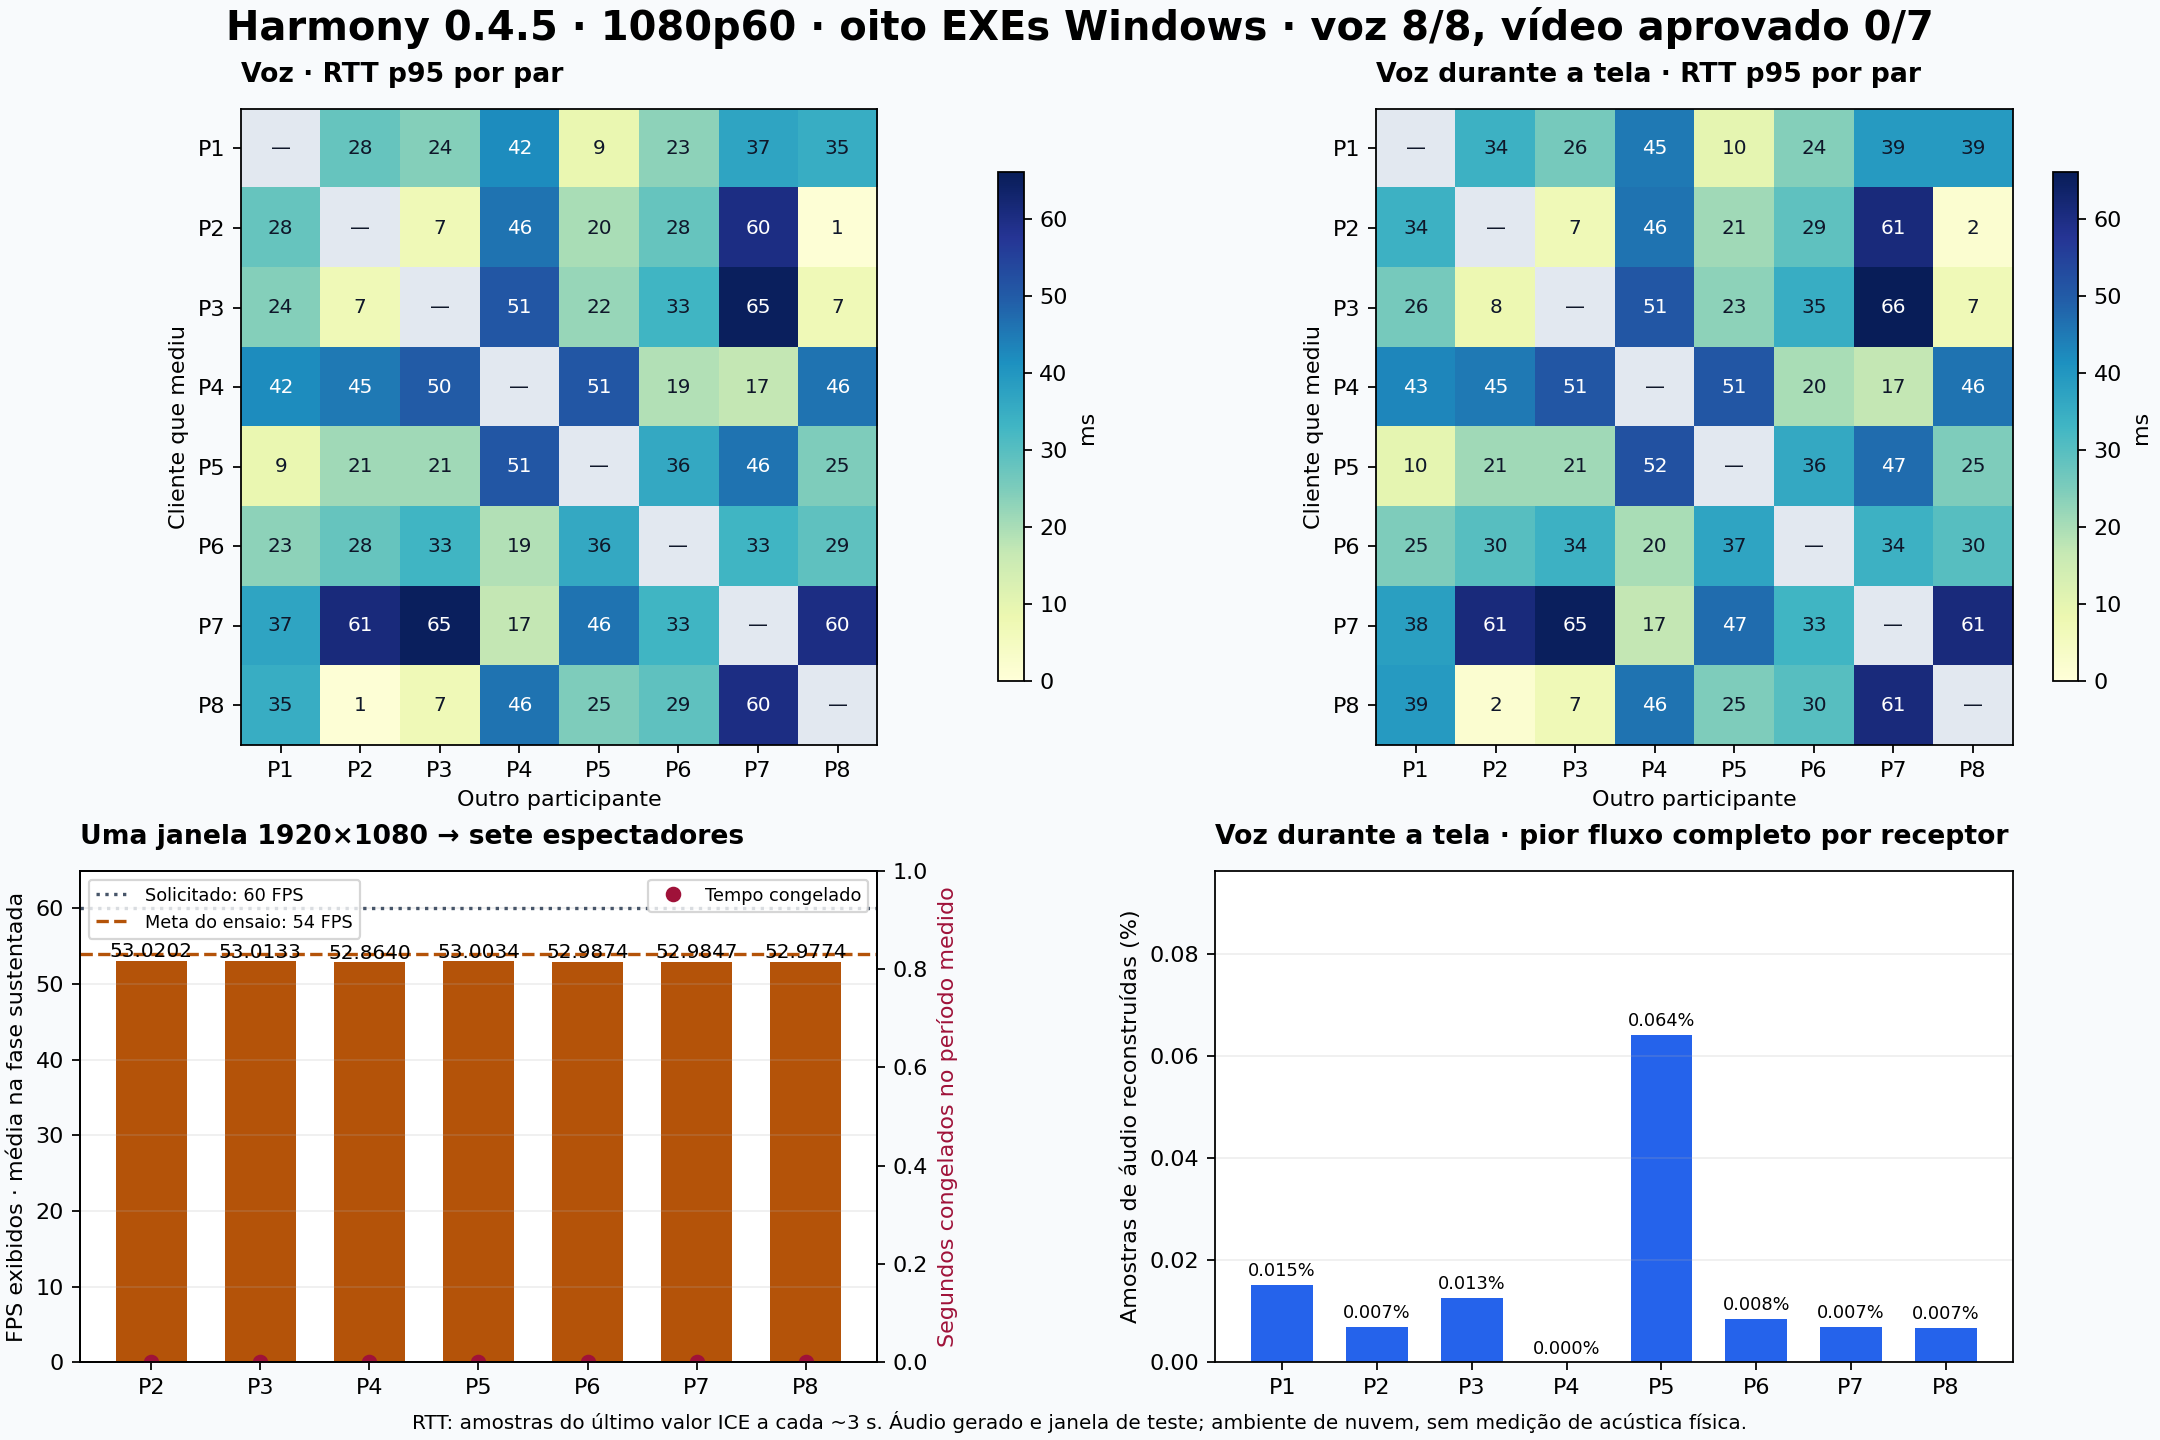 Harmony 0.4.5 · 1080p60 · oito EXEs Windows · voz 8/8, vídeo aprovado 0/7
Voz · RTT p95 por par
Cliente que mediu
P1 — 28 24 42 9 23 37 35
P2 28 — 7 46 20 28 60 1
P3 24 7 — 51 22 33 65 7
P4 42 45 50 — 51 19 17 46
P5 9 21 21 51 — 36 46 25
P6 23 28 33 19 36 — 33 29
P7 37 61 65 17 46 33 — 60
P8 35 1 7 46 25 29 60 —
P1 P2 P3 P4 P5 P6 P7 P8
Outro participante
60
50
40
30
20
10
0
ms
Voz durante a tela · RTT p95 por par
Cliente que mediu
P1 — 34 26 45 10 24 39 39
P2 34 — 7 46 21 29 61 2
P3 26 8 — 51 23 35 66 7
P4 43 45 51 — 51 20 17 46
P5 10 21 21 52 — 36 47 25
P6 25 30 34 20 37 — 34 30
P7 38 61 65 17 47 33 — 61
P8 39 2 7 46 25 30 61 —
P1 P2 P3 P4 P5 P6 P7 P8
Outro participante
60
50
40
30
20
10
0
ms
Uma janela 1920×1080 → sete espectadores
FPS exibidos · média na fase sustentada
60
50
40
30
20
10
0
Solicitado: 60 FPS
Meta do ensaio: 54 FPS
Tempo congelado
53.0202 53.0133 52.8640 53.0034 52.9874 52.9847 52.9774
P2 P3 P4 P5 P6 P7 P8
1.0
0.8
0.6
0.4
0.2
0.0
Segundos congelados no período medido
Voz durante a tela · pior fluxo completo por receptor
Amostras de áudio reconstruídas (%)
0.08
0.06
0.04
0.02
0.00
0.015% 0.007% 0.013% 0.000% 0.064% 0.008% 0.007% 0.007%
P1 P2 P3 P4 P5 P6 P7 P8
RTT: amostras do último valor ICE a cada ~3 s. Áudio gerado e janela de teste; ambiente de nuvem, sem medição de acústica física.